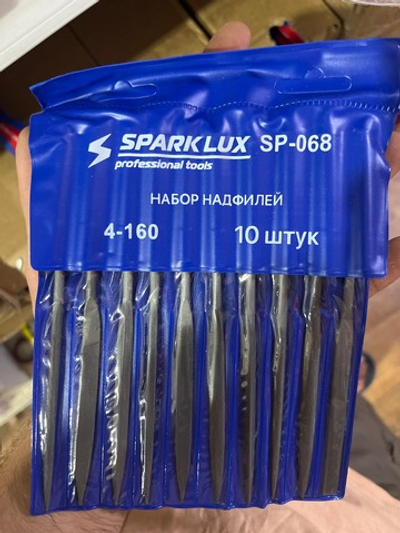 SPARKLUX SP-068
professional tools
НАБОР НАДФИЛЕЙ
4-160 10 штук